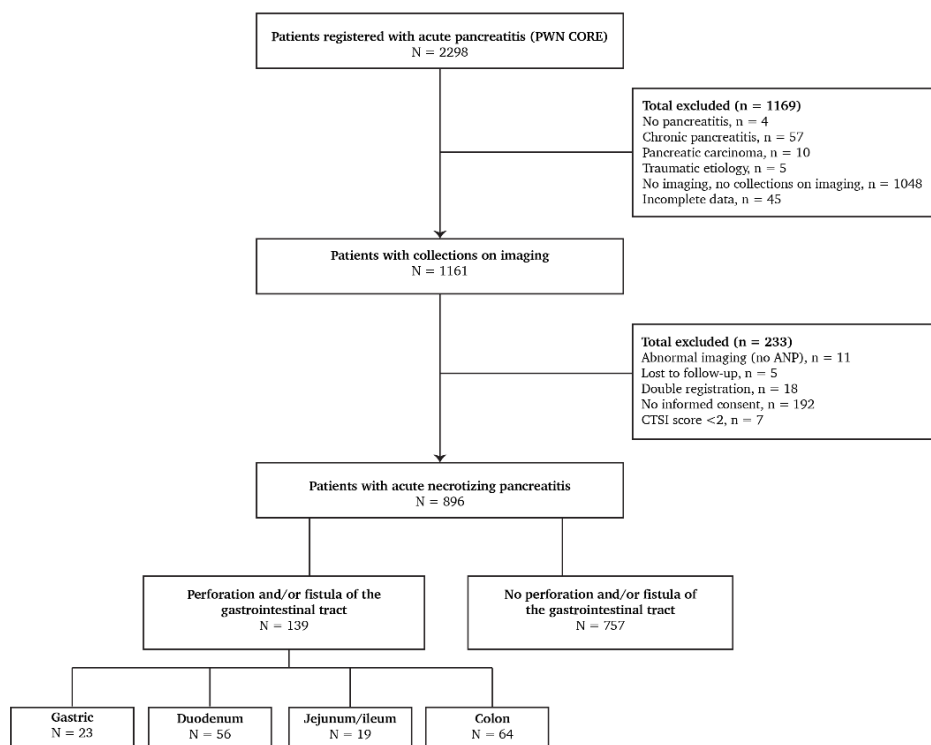 Patients registered with acute pancreatitis (PWN CORE)
N = 2298
Total excluded (n = 1169)
No pancreatitis, n = 4
Chronic pancreatitis, n = 57
Pancreatic carcinoma, n = 10
Traumatic etiology, n = 5
No imaging, no collections on imaging, n = 1048
Incomplete data, n = 45
Patients with collections on imaging
N = 1161
Total excluded (n = 233)
Abnormal imaging (no ANP), n = 11
Lost to follow-up, n = 5
Double registration, n = 18
No informed consent, n = 192
CTSI score <2, n = 7
Patients with acute necrotizing pancreatitis
N = 896
Perforation and/or fistula of the
gastrointestinal tract
N = 139
No perforation and/or fistula of
the gastrointestinal tract
N = 757
Gastric
N = 23
Duodenum
N = 56
Jejunum/ileum
N = 19
Colon
N = 64